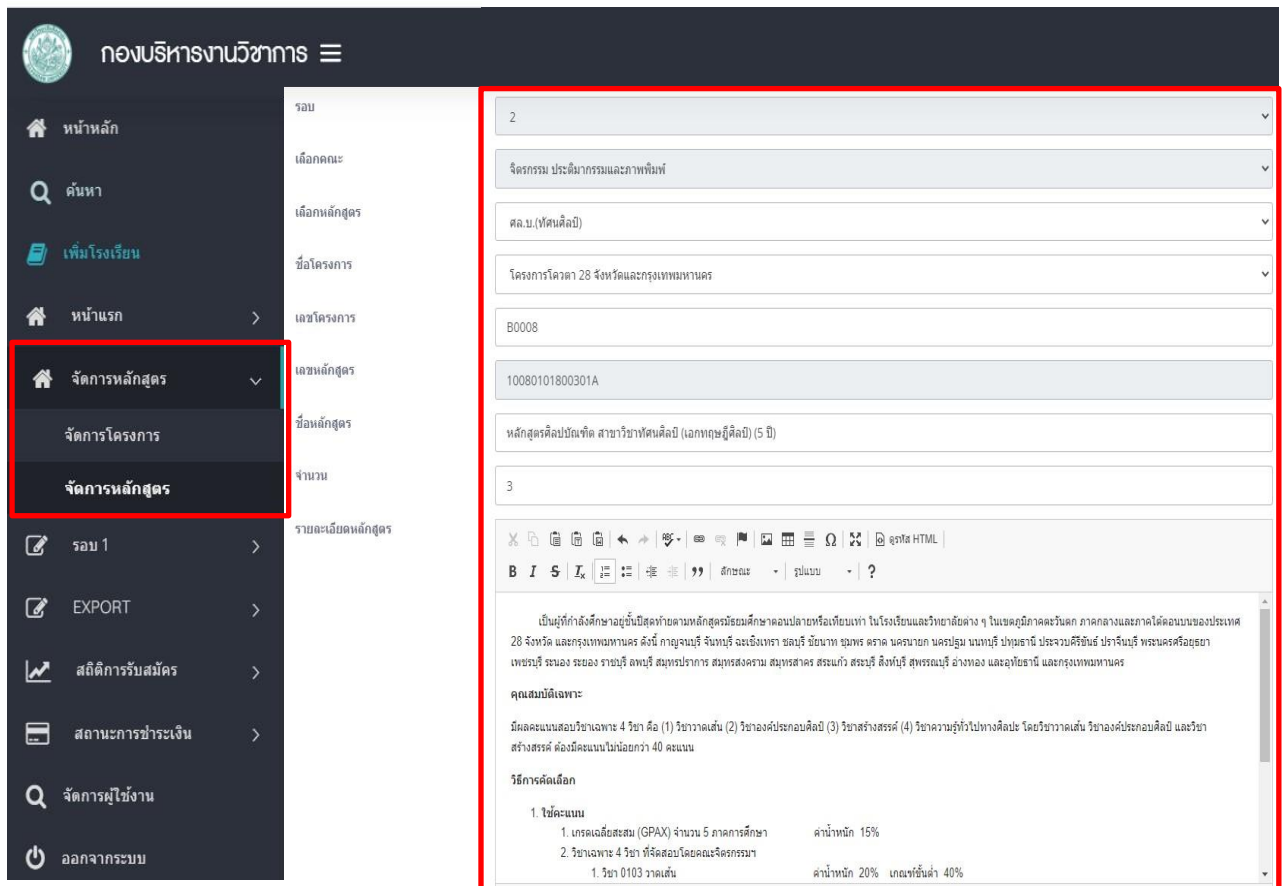 กองบริหารงานวิชาการ
หน้าหลัก
ค้นหา
เพิ่มโรงเรียน
หน้าแรก
จัดการหลักสูตร
จัดการโครงการ
จัดการหลักสูตร
รอบ 1
EXPORT
สถิติการรับสมัคร
สถานะการชำระเงิน
จัดการผู้ใช้งาน
ออกจากระบบ
รอบ
2
เลือกคณะ
จิตรกรรม ประติมากรรมและภาพพิมพ์
เลือกหลักสูตร
ศล.บ.(ทัศนศิลป์)
ชื่อโครงการ
โครงการโควตา 28 จังหวัดและกรุงเทพมหานคร
เลขโครงการ
B0008
เลขหลักสูตร
10080101800301A
ชื่อหลักสูตร
หลักสูตรศิลปบัณฑิต สาขาวิชาทัศนศิลป์ (เอกทฤษฎีศิลป์) (5 ปี)
จำนวน
3
รายละเอียดหลักสูตร
ABC
Ω ดูรหัส HTML
B I S Ix ลักษณะ รูปแบบ ?
เป็นผู้ที่กำลังศึกษาอยู่ชั้นปีสุดท้ายตามหลักสูตรมัธยมศึกษาตอนปลายหรือเทียบเท่า ในโรงเรียนและวิทยาลัยต่าง ๆ ในเขตภูมิภาคตะวันตก ภาคกลางและภาคใต้ตอนบนของประเทศ
28 จังหวัด และกรุงเทพมหานคร ดังนี้ กาญจนบุรี จันทบุรี ฉะเชิงเทรา ชลบุรี ชัยนาท ชุมพร ตราด นครนายก นครปฐม นนทบุรี ปทุมธานี ประจวบคีรีขันธ์ ปราจีนบุรี พระนครศรีอยุธยา
เพชรบุรี ระนอง ระยอง ราชบุรี ลพบุรี สมุทรปราการ สมุทรสงคราม สมุทรสาคร สระแก้ว สระบุรี สิงห์บุรี สุพรรณบุรี อ่างทอง และอุทัยธานี และกรุงเทพมหานคร
คุณสมบัติเฉพาะ
มีผลคะแนนสอบวิชาเฉพาะ 4 วิชา คือ (1) วิชาวาดเส้น (2) วิชาองค์ประกอบศิลป์ (3) วิชาสร้างสรรค์ (4) วิชาความรู้ทั่วไปทางศิลปะ โดยวิชาวาดเส้น วิชาองค์ประกอบศิลป์ และวิชา
สร้างสรรค์ ต้องมีคะแนนไม่น้อยกว่า 40 คะแนน
วิธีการคัดเลือก
1. ใช้คะแนน
1. เกรดเฉลี่ยสะสม (GPAX) จำนวน 5 ภาคการศึกษา ค่าน้ำหนัก 15%
2. วิชาเฉพาะ 4 วิชา ที่จัดสอบโดยคณะจิตรกรรมฯ
1. วิชา 0103 วาดเส้น ค่าน้ำหนัก 20% เกณฑ์ขั้นต่ำ 40%